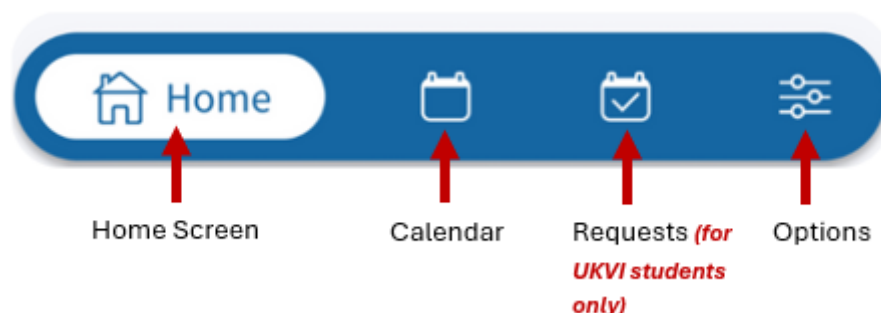 Home
Home Screen
Calendar
Requests (for
UKVI students
only)
Options